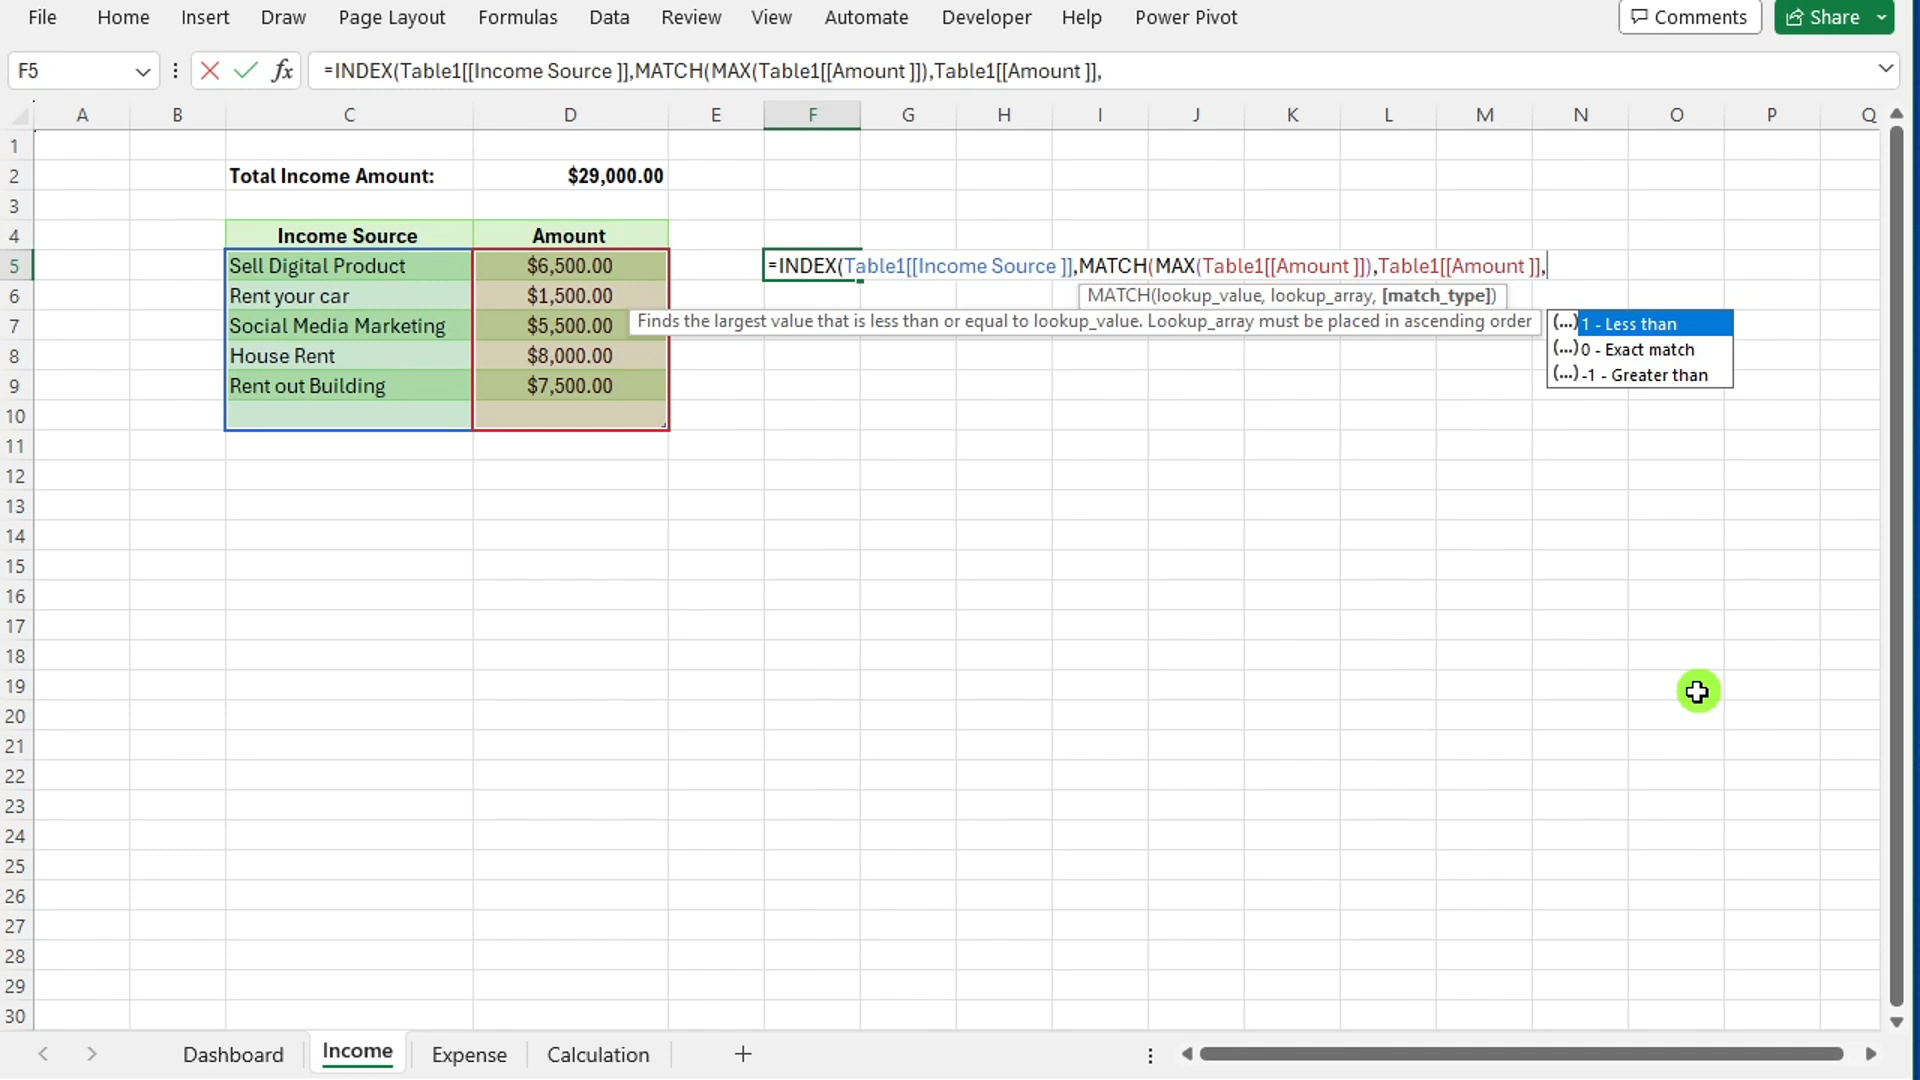 File Home Insert Draw Page Layout Formulas Data Review View Automate Developer Help Power Pivot Comments Share
F5 fx =INDEX(Table1[[Income Source ]],MATCH(MAX(Table1[[Amount ]]),Table1[[Amount ]],
A B C D E F G H I J K L M N O P Q
1
2 Total Income Amount: $29,000.00
3
4 Income Source Amount
5 Sell Digital Product $6,500.00 =INDEX(Table1[[Income Source ]],MATCH(MAX(Table1[[Amount ]]),Table1[[Amount ]],
6 Rent your car $1,500.00 MATCH(lookup_value, lookup_array, [match_type])
7 Social Media Marketing $5,500.00 Finds the largest value that is less than or equal to lookup_value. Lookup_array must be placed in ascending order (...) 1 - Less than
(...) 0 - Exact match
8 House Rent $8,000.00
(...) -1 - Greater than
9 Rent out Building $7,500.00
10
11
12
13
14
15
16
17
18
19
20
21
22
23
24
25
26
27
28
29
30
Dashboard Income Expense Calculation